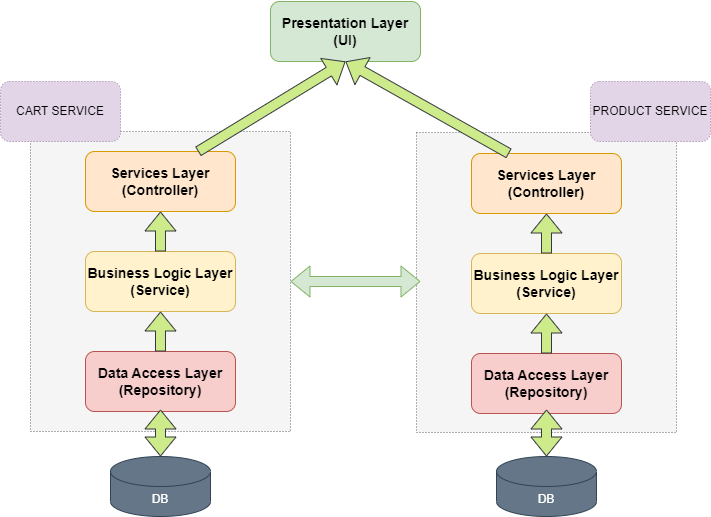 Presentation Layer
(UI)
CART SERVICE
PRODUCT SERVICE
Services Layer
(Controller)
Business Logic Layer
(Service)
Data Access Layer
(Repository)
DB
Services Layer
(Controller)
Business Logic Layer
(Service)
Data Access Layer
(Repository)
DB